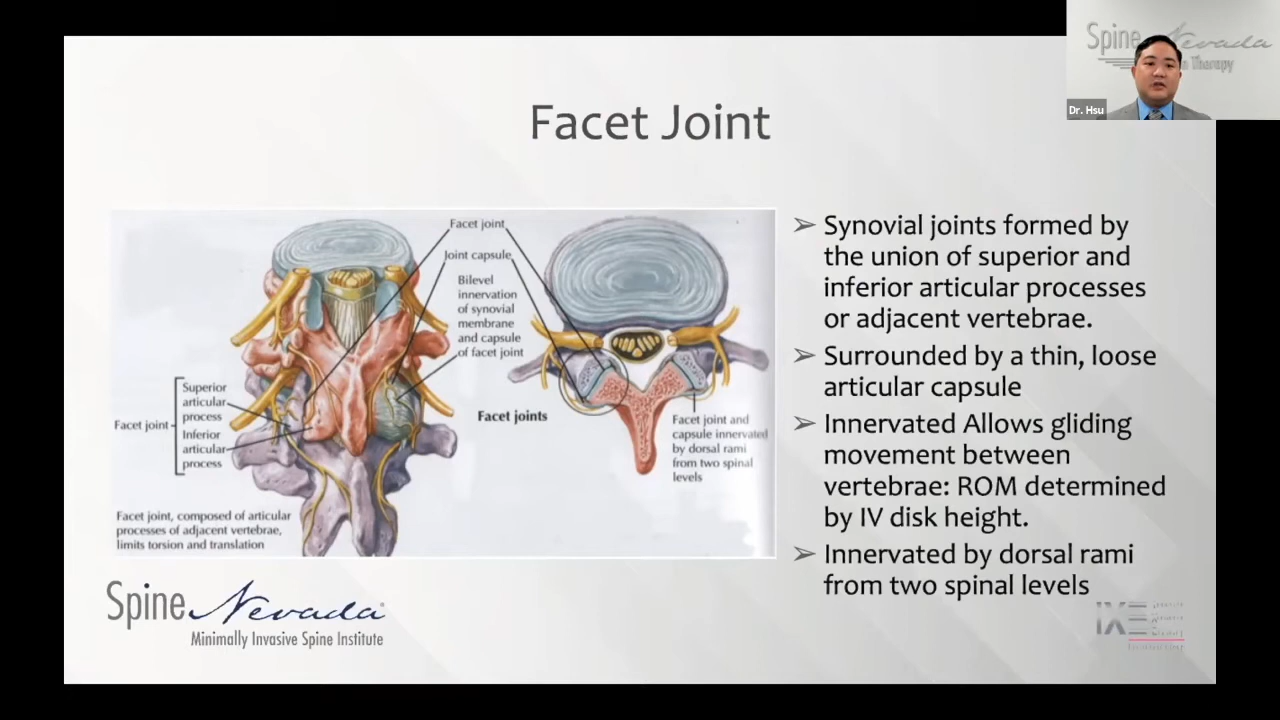 Spine Nevada
Therapy
Dr. Hsu
Facet Joint
Facet joint
Joint capsule
Bilevel
innervation
of synovial
membrane
and capsule
of facet joint
Superior
articular
process
Facet joint
Inferior
articular
process
Facet joints
Facet joint and
capsule innervated
by dorsal rami
from two spinal
levels
Facet joint, composed of articular
processes of adjacent vertebrae,
limits torsion and translation
➢ Synovial joints formed by
the union of superior and
inferior articular processes
or adjacent vertebrae.
➢ Surrounded by a thin, loose
articular capsule
➢ Innervated Allows gliding
movement between
vertebrae: ROM determined
by IV disk height.
➢ Innervated by dorsal rami
from two spinal levels
Spine Nevada
Minimally Invasive Spine Institute